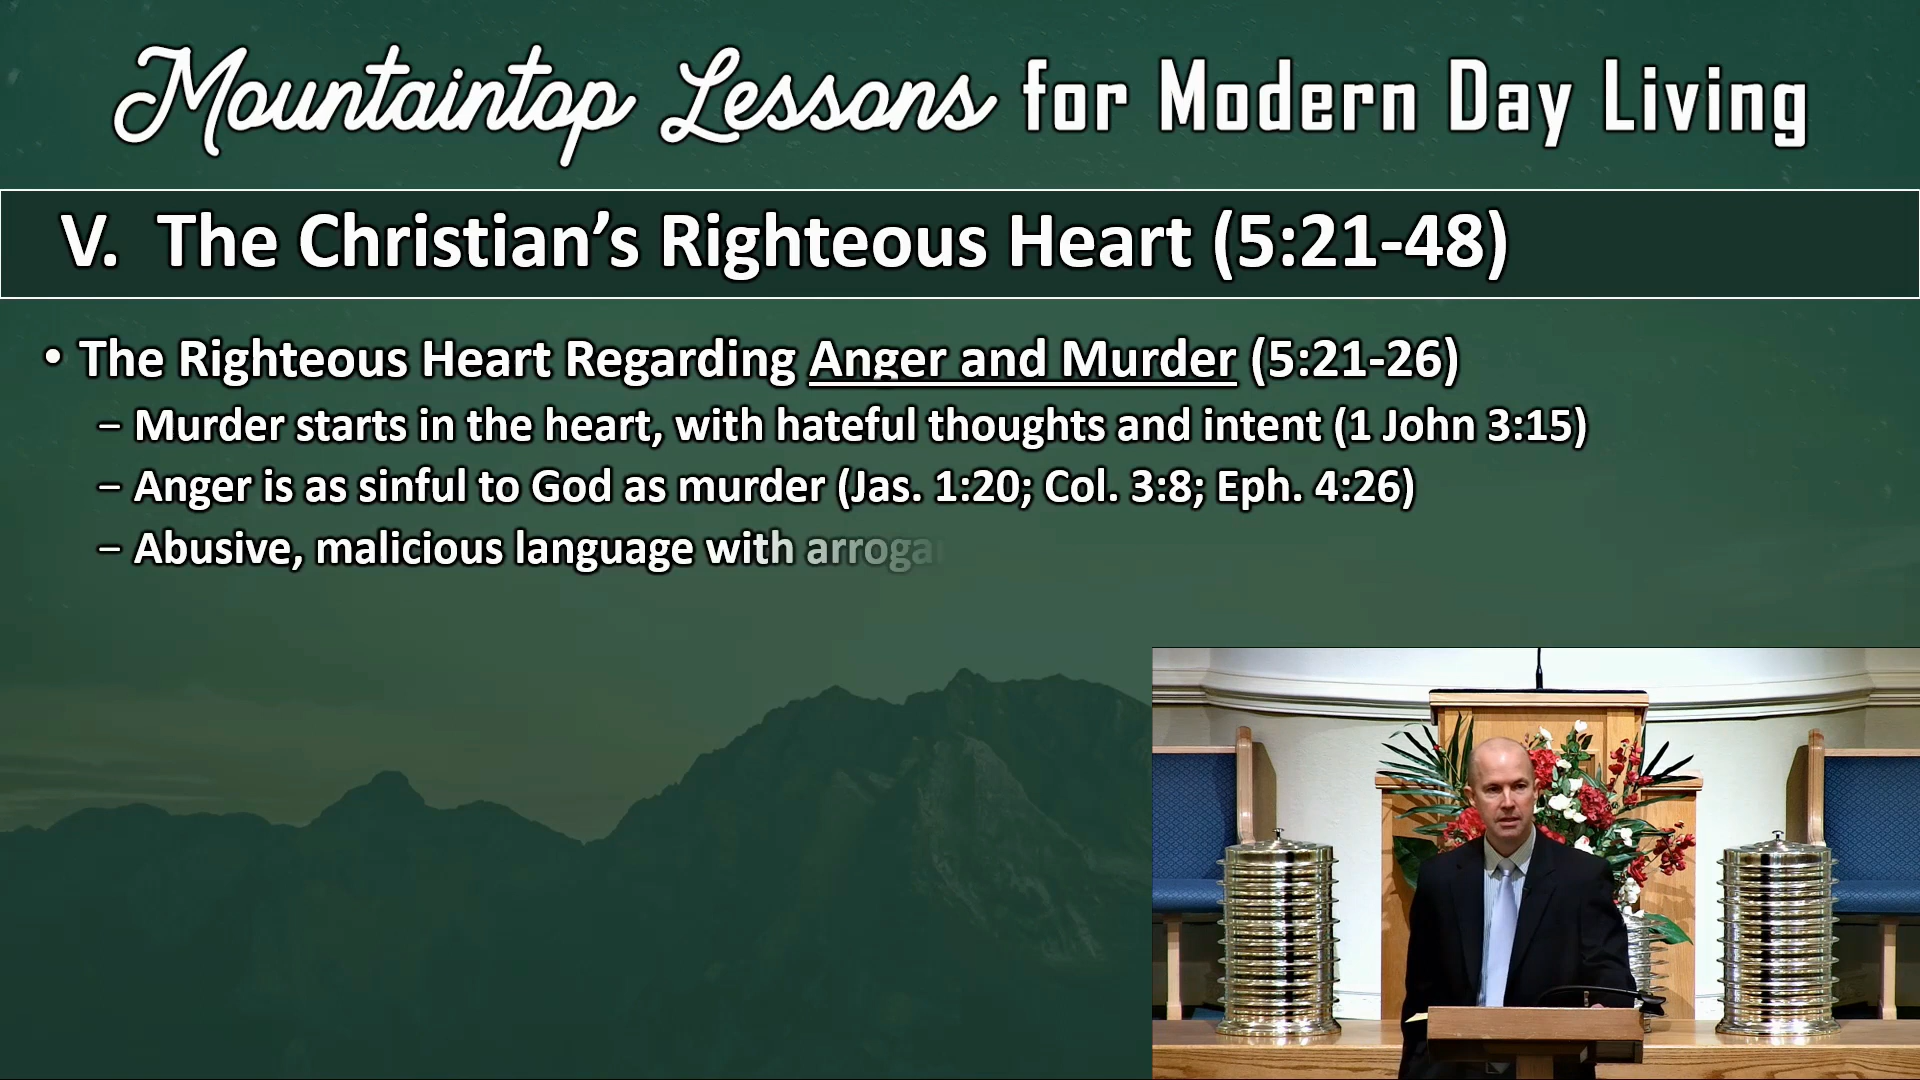 Mountaintop Lessons for Modern Day Living
V. The Christian’s Righteous Heart (5:21-48)
• The Righteous Heart Regarding Anger and Murder (5:21-26)
– Murder starts in the heart, with hateful thoughts and intent (1 John 3:15)
– Anger is as sinful to God as murder (Jas. 1:20; Col. 3:8; Eph. 4:26)
– Abusive, malicious language with